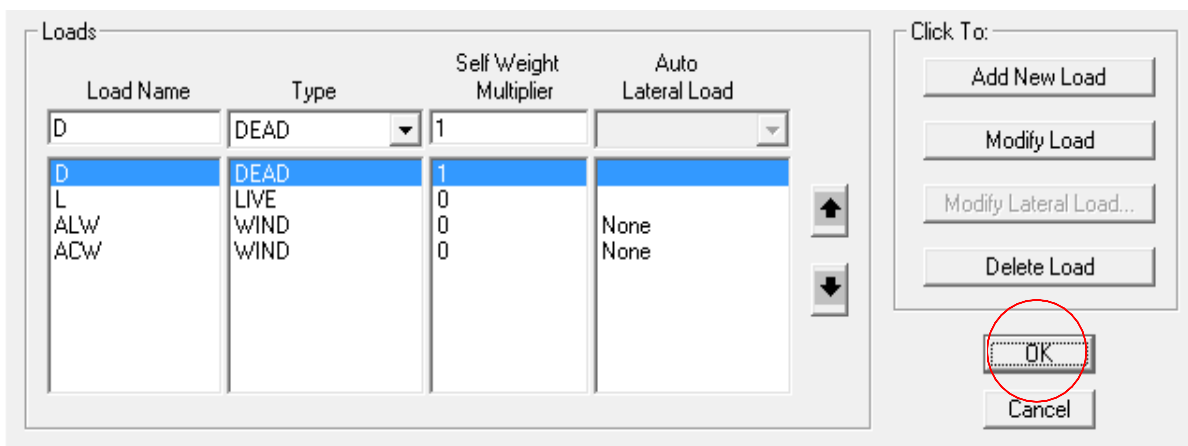 Loads
Load Name Type Self Weight Multiplier Auto Lateral Load
D DEAD 1
D DEAD 1
L LIVE 0
ALW WIND 0 None
ACW WIND 0 None
Click To:
Add New Load
Modify Load
Modify Lateral Load...
Delete Load
OK
Cancel